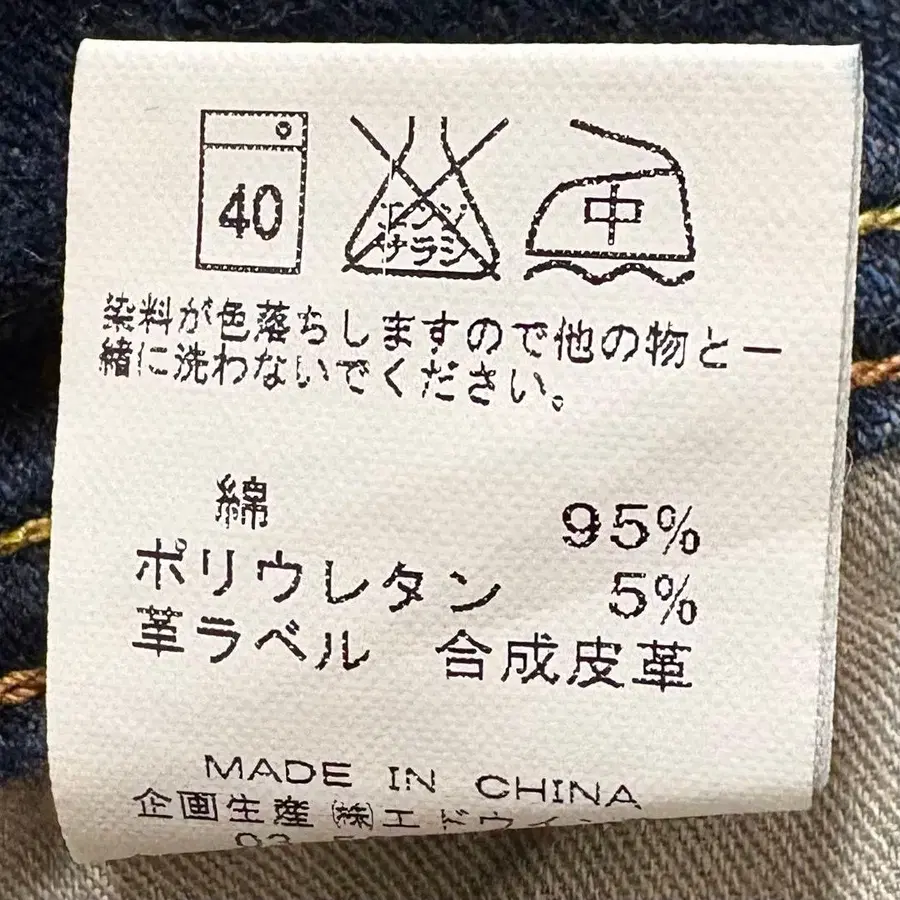 40
エンソ サラシ
中
染料が色落ちしますので他の物と一
緒に洗わないでください。
綿 95%
ポリウレタン 5%
革ラベル 合成皮革
MADE IN CHINA
企画生産 ㈱エドウイン